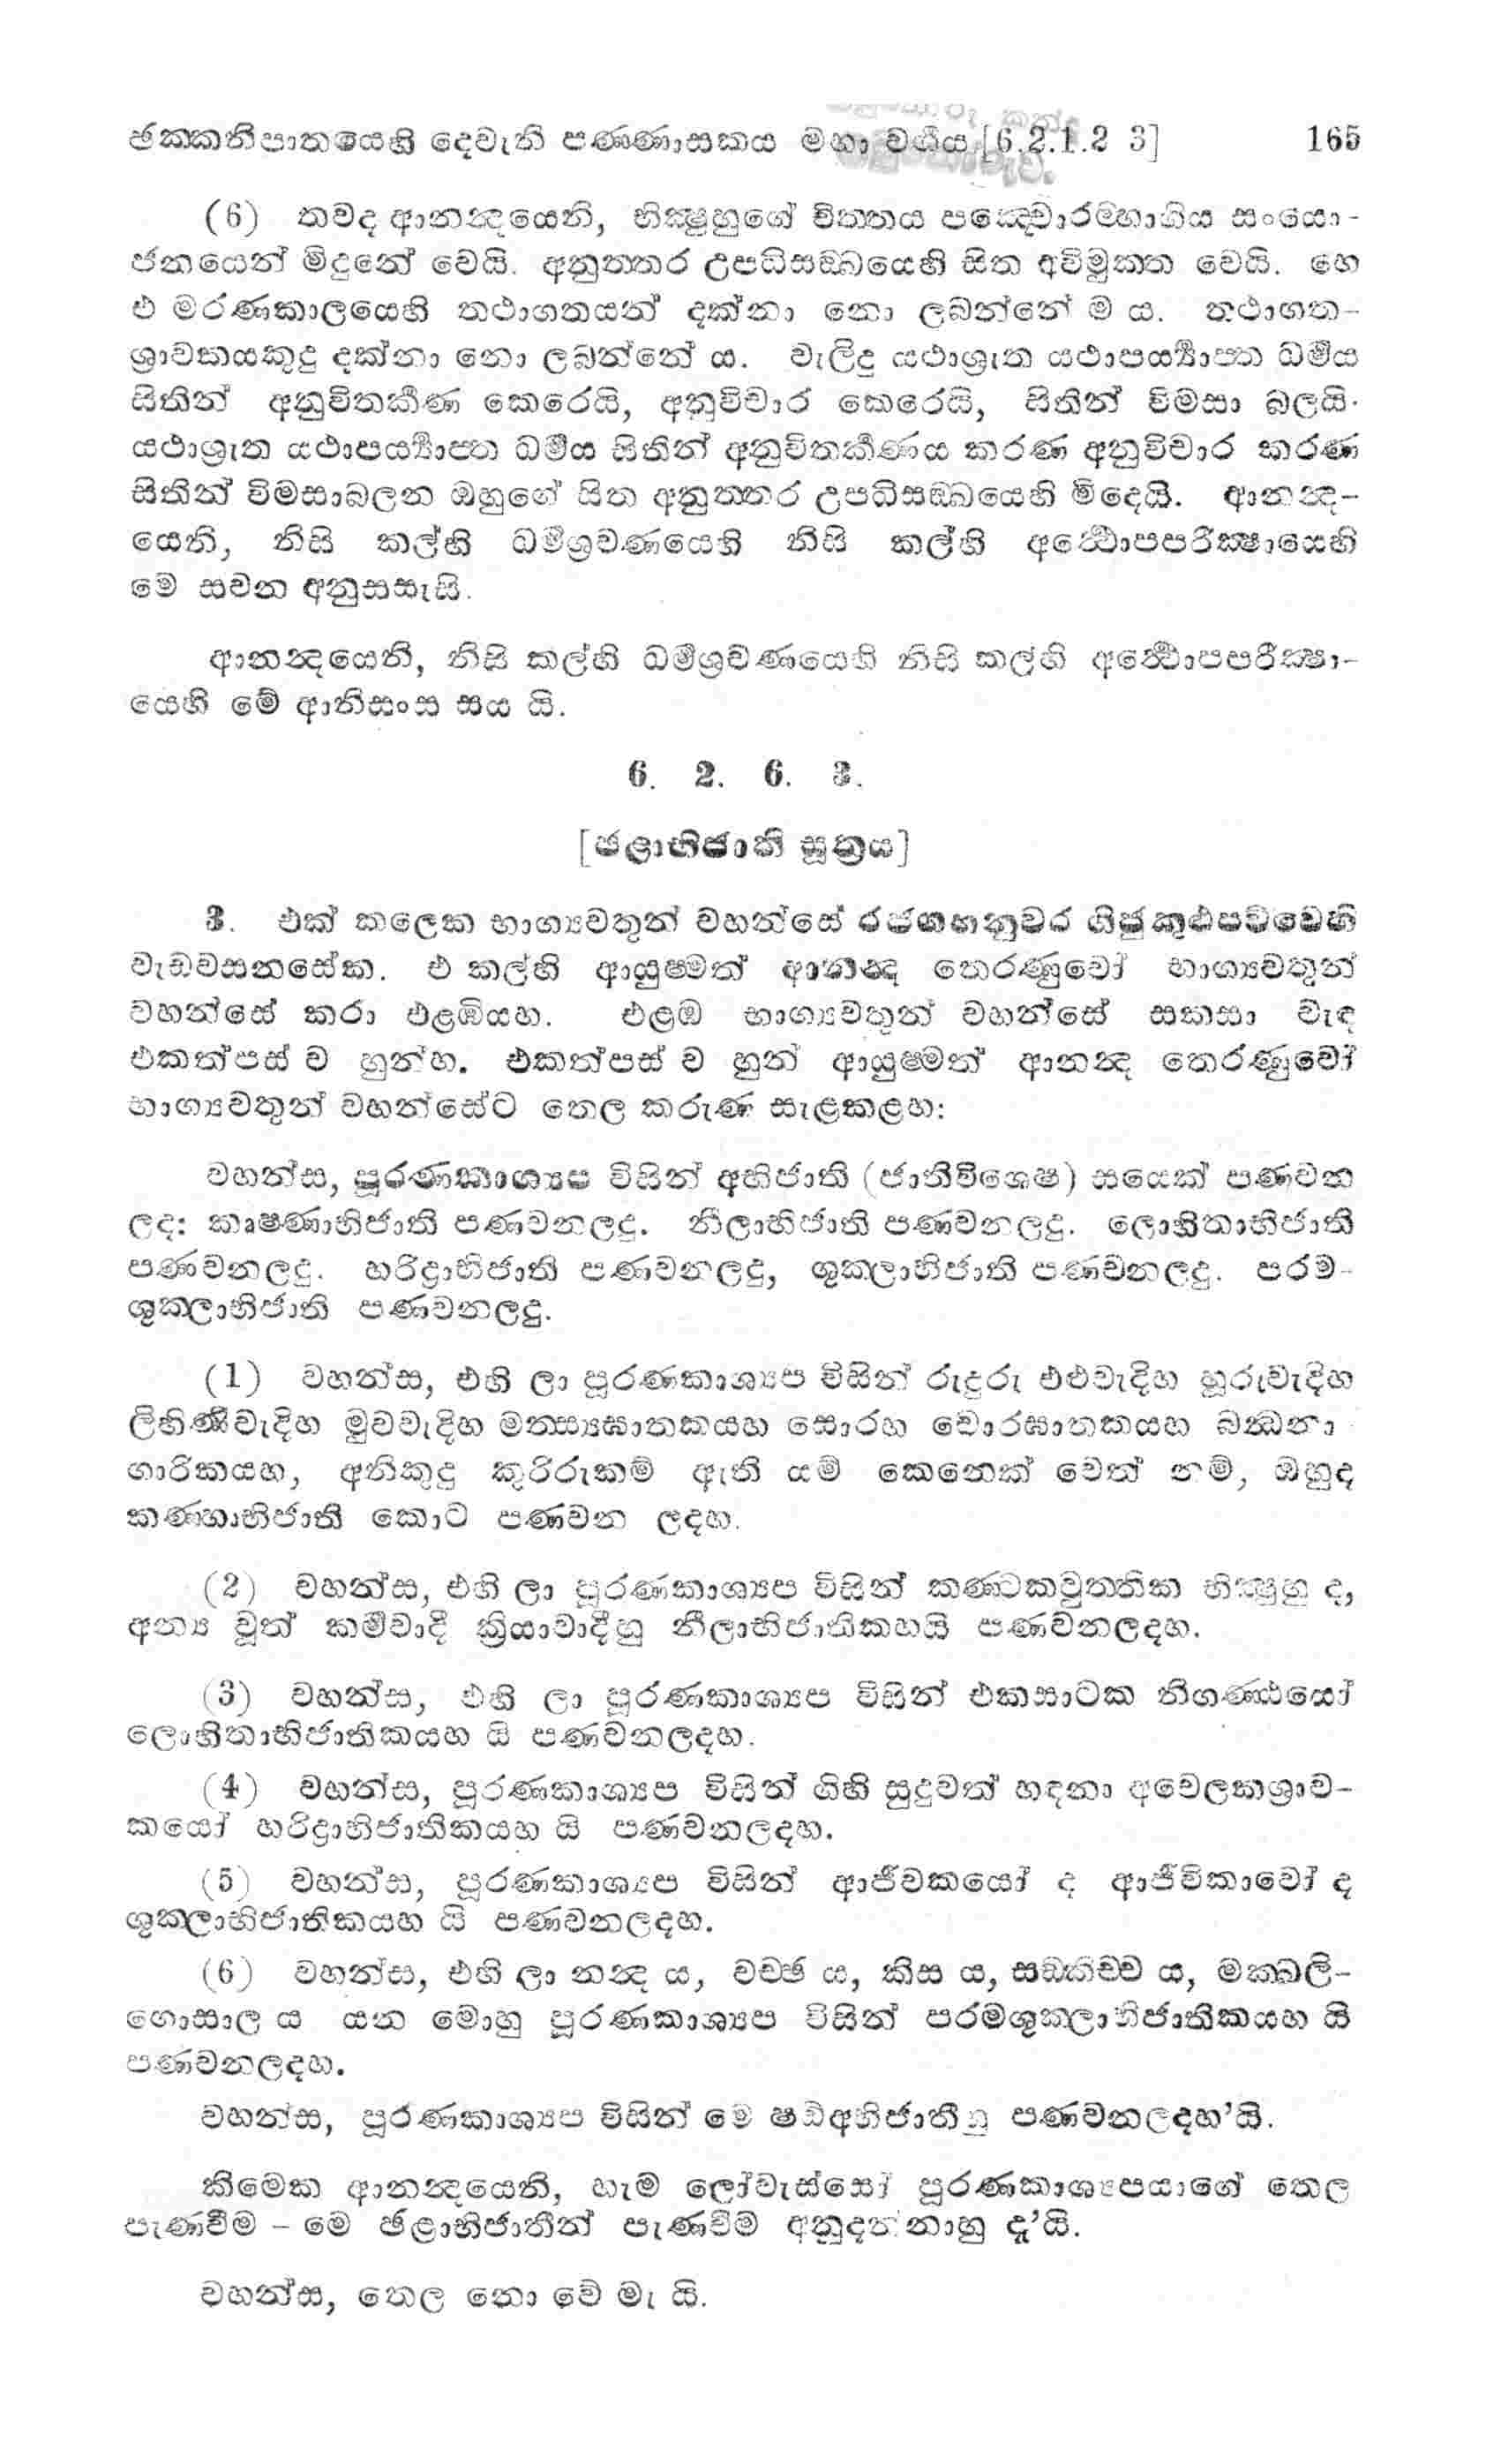 ඡක්කනිපාතයෙහි දෙවැනි පණ්ණාසකය මහා වර්ගය [6.2.1.2 3] 165
(6) තවද ආනන්දයෙනි, භික්ෂුහුගේ චිත්තය පඤ්චොරම්භාගිය සංයො-
ජනයෙන් මිදුනේ වෙයි. අනුත්තර උපධිසඞ්ඛයෙහි සිත අවිමුක්ත වෙයි. හෙ
එ මරණකාලයෙහි තථාගතයන් දක්නා නො ලබන්නේ ම ය. තථාගත-
ශ්‍රාවකයකුදු දක්නා නො ලබන්නේ ය. වැලිදු යථාශ්‍රැත යථාපර්‍ය්‍යාප්ත ධර්මය
සිතින් අනුවිතර්කණ කෙරෙයි, අනුවිචාර කෙරෙයි, සිතින් විමසා බලයි.
යථාශ්‍රැත යථාපර්‍ය්‍යාප්ත ධර්මය සිතින් අනුවිතර්කණය කරණ අනුවිචාර කරණ
සිතින් විමසාබලන ඔහුගේ සිත අනුත්තර උපධිසඞ්ඛයෙහි මිදෙයි. ආනන්ද-
යෙනි, නිසි කල්හි ධර්මශ්‍රවණයෙහි නිසි කල්හි අර්ත්‍ථොපපරීක්ෂායෙහි
මේ සවන අනුසසැසි.
ආනන්දයෙනි, නිසි කල්හි ධර්මශ්‍රවණයෙහි නිසි කල්හි අර්ත්‍ථොපපරීක්ෂා-
යෙහි මේ ආනිසංස සය යි.
6. 2. 6. 3.
[ඡළාභිජාති සූත්‍රය]
3. එක් කලෙක භාග්‍යවතුන් වහන්සේ රජගහනුවර ගිජුකුළුපව්වෙහි
වැඩවසනසේක. එ කල්හි ආයුෂ්මත් ආනන්ද තෙරණුවෝ භාග්‍යවතුන්
වහන්සේ කරා එළඹියහ. එළඹ භාග්‍යවතුන් වහන්සේ සකසා වැඳ
එකත්පස් ව හුන්හ. එකත්පස් ව හුන් ආයුෂ්මත් ආනන්ද තෙරණුවෝ
භාග්‍යවතුන් වහන්සේට තෙල කරුණ සැළකළහ:
වහන්ස, පූරණකාශ්‍යප විසින් අභිජාති (ජාතිවිශෙෂ) සයෙක් පණවන
ලද: කෘෂ්ණාභිජාති පණවනලදු. නීලාභිජාති පණවනලදු. ලොහිතාභිජාති
පණවනලදු. හරිද්‍රාභිජාති පණවනලදු, ශුක්ලාභිජාති පණවනලදු. පරම-
ශුක්ලාභිජාති පණවනලදු.
(1) වහන්ස, එහි ලා පූරණකාශ්‍යප විසින් රුදුරු එළුවැදිහ හූරුවැදිහ
ලිහිණිවැදිහ මුවවැදිහ මත්ස්‍යඝාතකයහ සොරහ චොරඝාතකයහ බන්ධනා
ගාරිකයහ, අනිකුදු කුරිරුකම් ඇති යම් කෙනෙක් වෙත් නම්, ඔහුද
කණ්හාභිජාති කොට පණවන ලදහ.
(2) වහන්ස, එහි ලා පූරණකාශ්‍යප විසින් කණ්ටකවුත්තික භික්ෂුහු ද,
අන්‍ය වූත් කර්මවාදී ක්‍රියාවාදීහු නීලාභිජාතිකහයි පණවනලදහ.
(3) වහන්ස, එහි ලා පූරණකාශ්‍යප විසින් එකසාටක නිගණ්ඨයෝ
ලොහිතාභිජාතිකයහ යි පණවනලදහ.
(4) වහන්ස, පූරණකාශ්‍යප විසින් ගිහි සුදුවත් හඳනා අචෙලකශ්‍රාව-
කයෝ හරිද්‍රාභිජාතිකයහ යි පණවනලදහ.
(5) වහන්ස, පූරණකාශ්‍යප විසින් ආජීවකයෝ ද ආජීවිකාවෝ ද
ශුක්ලාභිජාතිකයහ යි පණවනලදහ.
(6) වහන්ස, එහි ලා නන්ද ය, වච්ඡ ය, කිස ය, සඞ්කිච්ච ය, මක්ඛලි-
ගොසාල ය යන මොහු පූරණකාශ්‍යප විසින් පරමශුක්ලාභිජාතිකයහ යි
පණවනලදහ.
වහන්ස, පූරණකාශ්‍යප විසින් මේ ෂඩ්අභිජාතීහු පණවනලදහ’යි.
කිමෙක ආනන්දයෙනි, හැම ලෝවැස්සෝ පූරණකාශ්‍යපයාගේ තෙල
පැණවීම – මේ ඡළාභිජාතීන් පැණවීම අනුදන්නාහු ද’යි.
වහන්ස, තෙල නො වේ මැ යි.